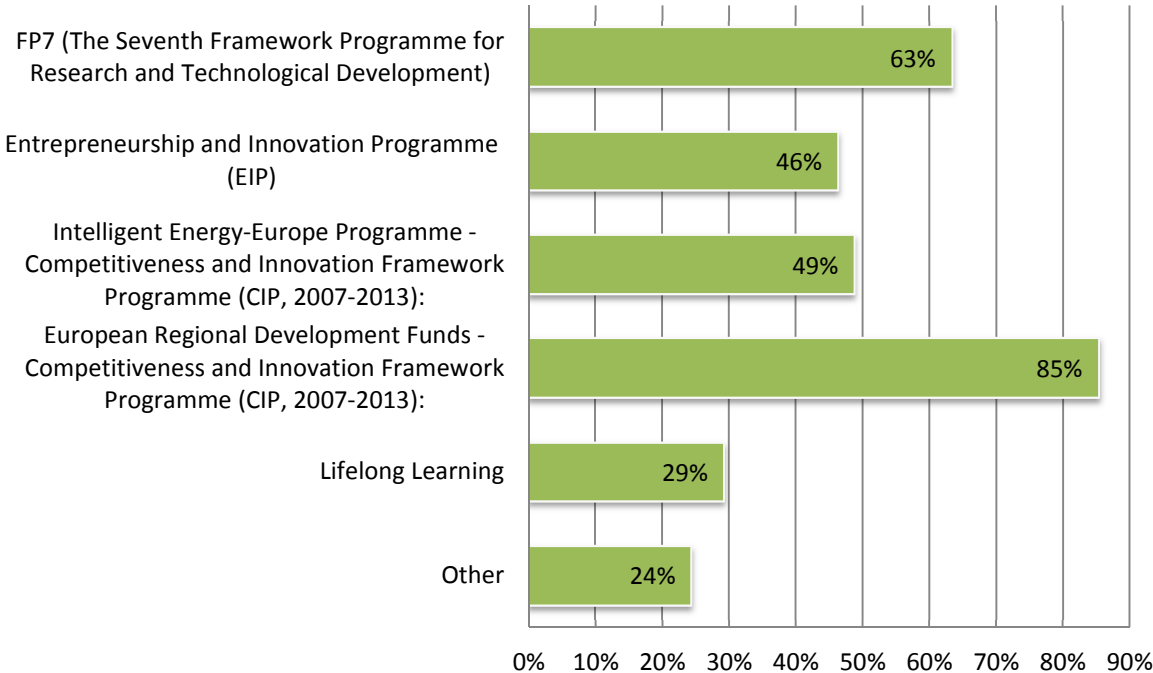 FP7 (The Seventh Framework Programme for
Research and Technological Development)
63%
Entrepreneurship and Innovation Programme
(EIP)
46%
Intelligent Energy-Europe Programme -
Competitiveness and Innovation Framework
Programme (CIP, 2007-2013):
49%
European Regional Development Funds -
Competitiveness and Innovation Framework
Programme (CIP, 2007-2013):
85%
Lifelong Learning
29%
Other
24%
0% 10% 20% 30% 40% 50% 60% 70% 80% 90%